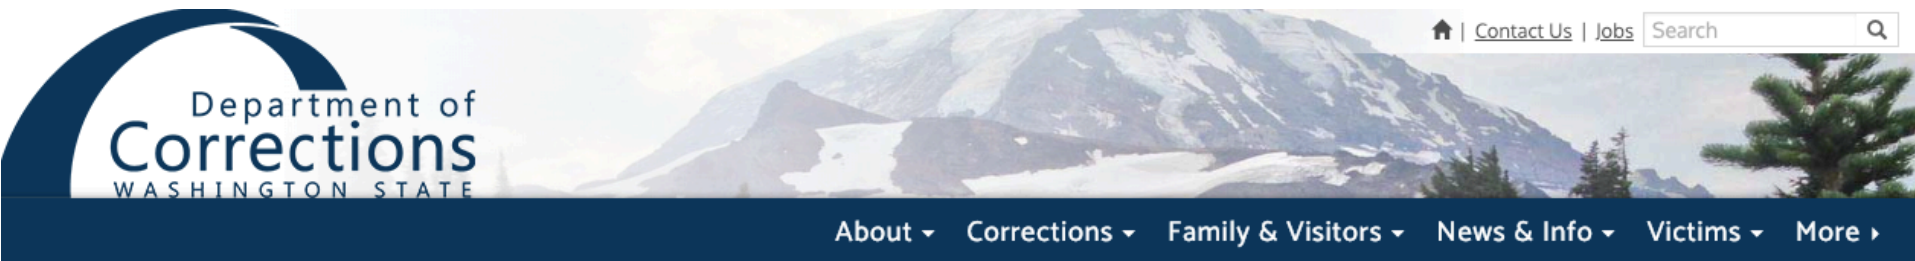 | Contact Us | Jobs Search
Department of
Corrections
WASHINGTON STATE
About Corrections Family & Visitors News & Info Victims More